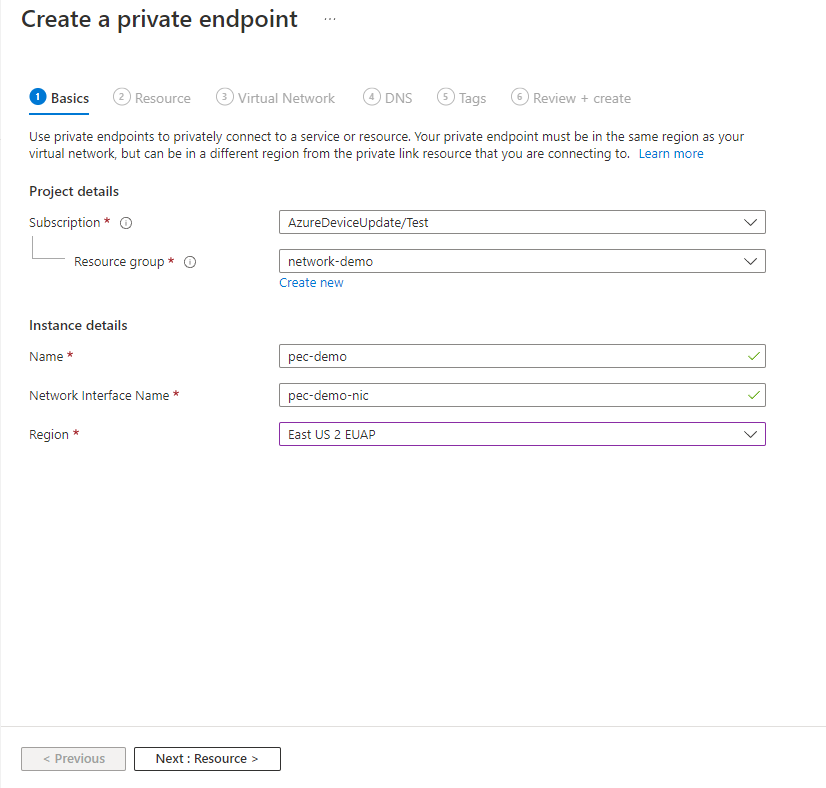 Create a private endpoint ...
1 Basics 2 Resource 3 Virtual Network 4 DNS 5 Tags 6 Review + create
Use private endpoints to privately connect to a service or resource. Your private endpoint must be in the same region as your
virtual network, but can be in a different region from the private link resource that you are connecting to. Learn more
Project details
Subscription * AzureDeviceUpdate/Test
Resource group * network-demo
Create new
Instance details
Name * pec-demo
Network Interface Name * pec-demo-nic
Region * East US 2 EUAP
< Previous Next : Resource >